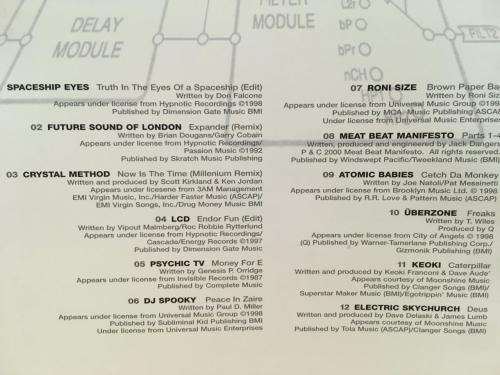 DELAY
MODULE
MODULE
bP
bPr
nCH
HPT
FILT2
SPACESHIP EYES Truth In The Eyes Of a Spaceship (Edit)
Written by Don Falcone
Appears under license from Hypnotic Recordings ©1998
Published by Dimension Gate Music BMI
02 FUTURE SOUND OF LONDON Expander (Remix)
Written by Brian Dougans/Garry Cobain
Appears under license from Hypnotic Recordings/
Passion Music ©1992
Published by Skratch Music Publishing
03 CRYSTAL METHOD Now Is The Time (Millenium Remix)
Written and produced by Scott Kirkland & Ken Jordan
Appears under license from 3AM Management
EMI Virgin Music, Inc./Harder Faster Music (ASCAP)/
EMI Virgin Songs, Inc./Drug Money Music BMI
04 LCD Endor Fun (Edit)
Written by Vipout Malmberg/Roc Robbie Rytterlund
Appears under license from Hypnotic Recordings/
Cascade/Energy Records ©1997
Published by Dimension Gate Music
05 PSYCHIC TV Money For E
Written by Genesis P. Orridge
Appears under license from Invisible Records ©1987
Published by Complete Music
06 DJ SPOOKY Peace In Zaire
Written by Paul D. Miller
Appears under license from Universal Music Group ©1998
Published by Subliminal Kid Publishing BMI
Under license from Universal Music Enterprises
07 RONI SIZE Brown Paper Ba
Written by Roni Siz
Appears under license from Universal Music Group ©199
Published by MCA Music Publishing ASCAP
Under license from Universal Music Enterprises
08 MEAT BEAT MANIFESTO Parts 1-4
Written, produced and engineered by Jack Dangers
P & C 2000 Meat Beat Manifesto. All rights reserved.
Published by Windswept Pacific/Tweekland Music (BMI)
09 ATOMIC BABIES Catch Da Monkey
Written by Joe Natoli/Pat Messinetti
Appears under license from Brooklyn Music Ltd. © 1998
Published by R.R. Love & Pattern Music (ASCAP)
10 ÜBERZONE Freaks
Written by T. Wiles
Produced by Q
Appears under license from City of Angels © 1998
(Q) Published by Warner-Tamerlane Publishing Corp./
Gizmonik Publishing (BMI)
11 KEOKI Caterpillar
Written and produced by Keoki Franconi & Dave Aude'
Appears courtesy of Moonshine Music
Published by Clanger Songs (BMI)/
Superstar Maker Music (BMI)/Egotrippin' Music (BMI)
12 ELECTRIC SKYCHURCH Deus
Written and produced by Dave Delaski & James Lumb
Appears courtesy of Moonshine Music
Published by Tola Music (ASCAP)/Clanger Songs (BMI)